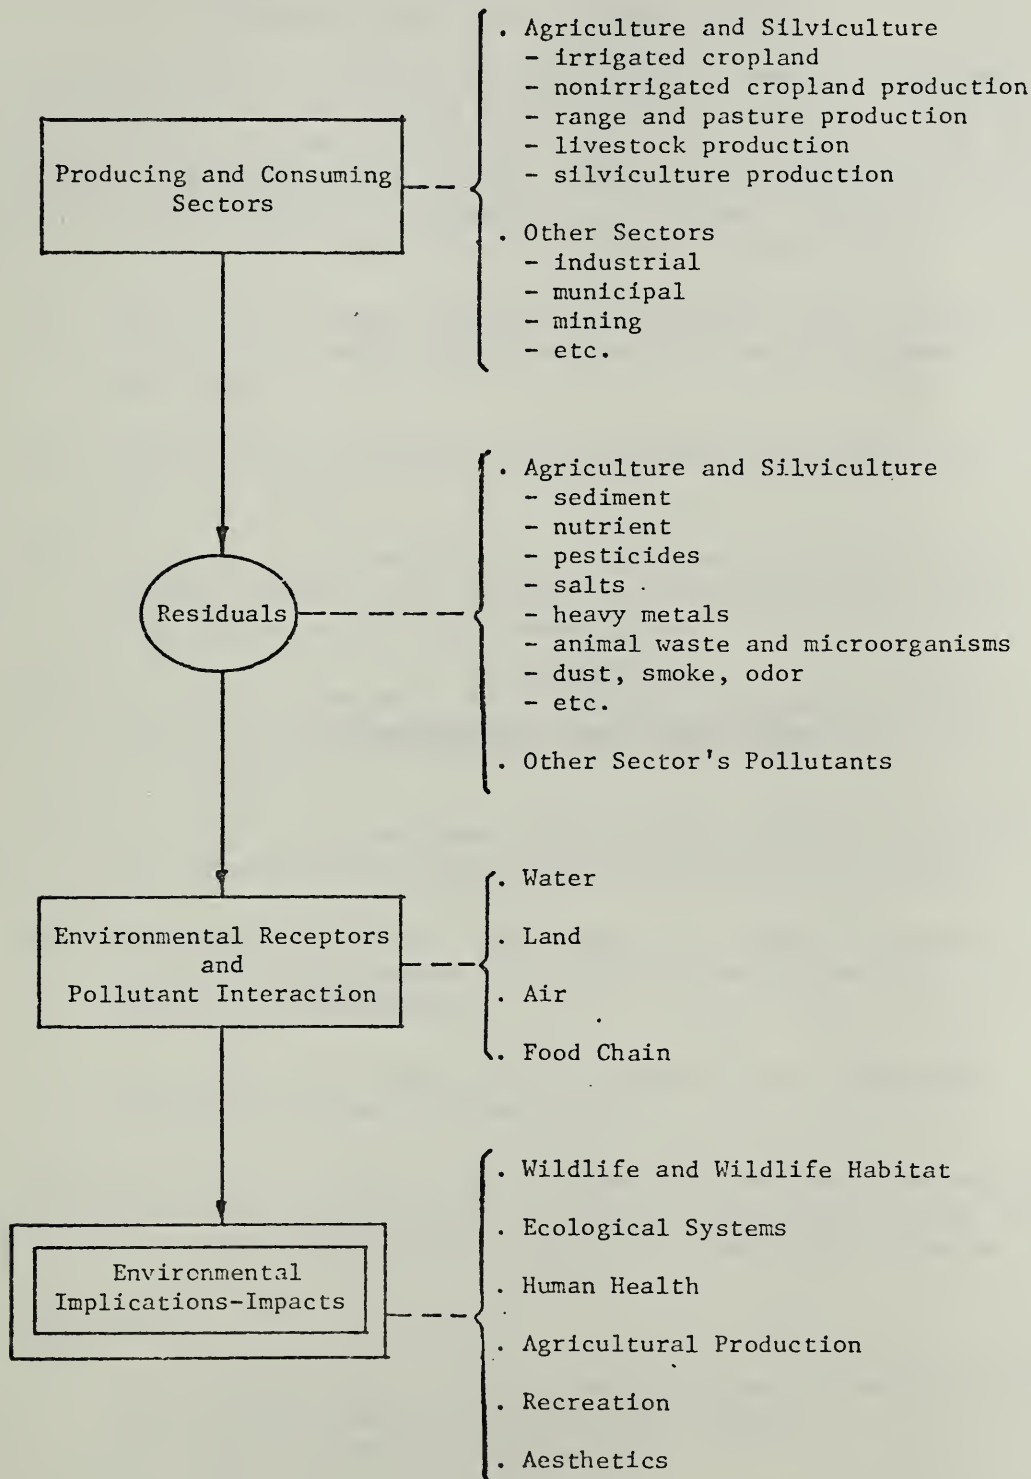 Producing and Consuming
Sectors
. Agriculture and Silviculture
- irrigated cropland
- nonirrigated cropland production
- range and pasture production
- livestock production
- silviculture production
. Other Sectors
- industrial
- municipal
- mining
- etc.
Residuals
. Agriculture and Silviculture
- sediment
- nutrient
- pesticides
- salts
- heavy metals
- animal waste and microorganisms
- dust, smoke, odor
- etc.
. Other Sector's Pollutants
Environmental Receptors
and
Pollutant Interaction
. Water
. Land
. Air
. Food Chain
Environmental
Implications-Impacts
. Wildlife and Wildlife Habitat
. Ecological Systems
. Human Health
. Agricultural Production
. Recreation
. Aesthetics